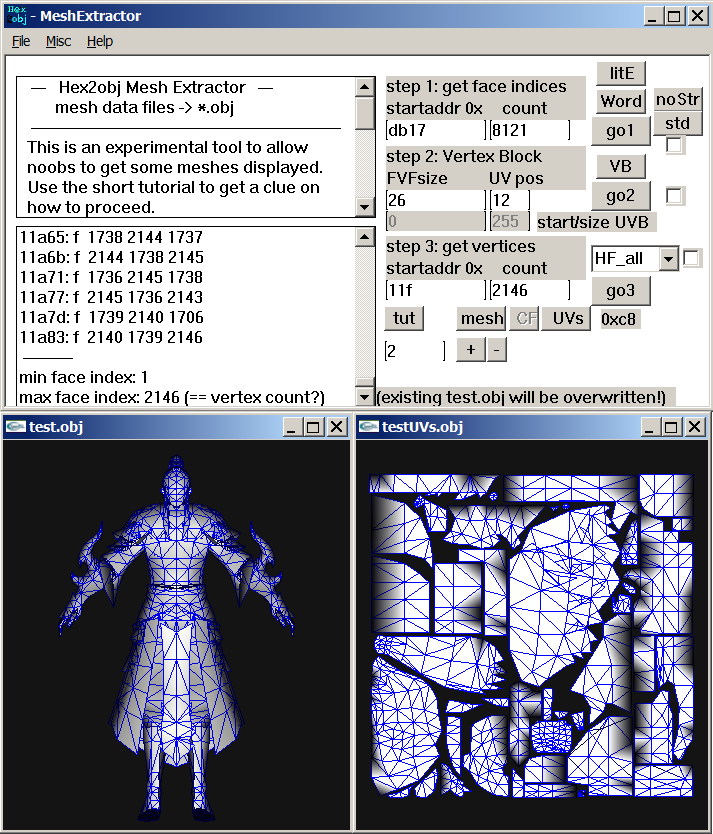 Hex obj - MeshExtractor
File Misc Help
— Hex2obj Mesh Extractor —
mesh data files -> *.obj
This is an experimental tool to allow
noobs to get some meshes displayed.
Use the short tutorial to get a clue on
how to proceed.
11a65: f 1738 2144 1737
11a6b: f 2144 1738 2145
11a71: f 1736 2145 1738
11a77: f 2145 1736 2143
11a7d: f 1739 2140 1706
11a83: f 2140 1739 2146
min face index: 1
max face index: 2146 (== vertex count?)
step 1: get face indices
startaddr 0x count
db17 8121
litE
Word noStr
go1 std
step 2: Vertex Block
FVFsize UV pos
26 12
0 255 start/size UVB
VB
go2
step 3: get vertices
startaddr 0x count
11f 2146
HF_all
go3
tut mesh CF UVs 0xc8
2 + -
(existing test.obj will be overwritten!)
test.obj
testUVs.obj